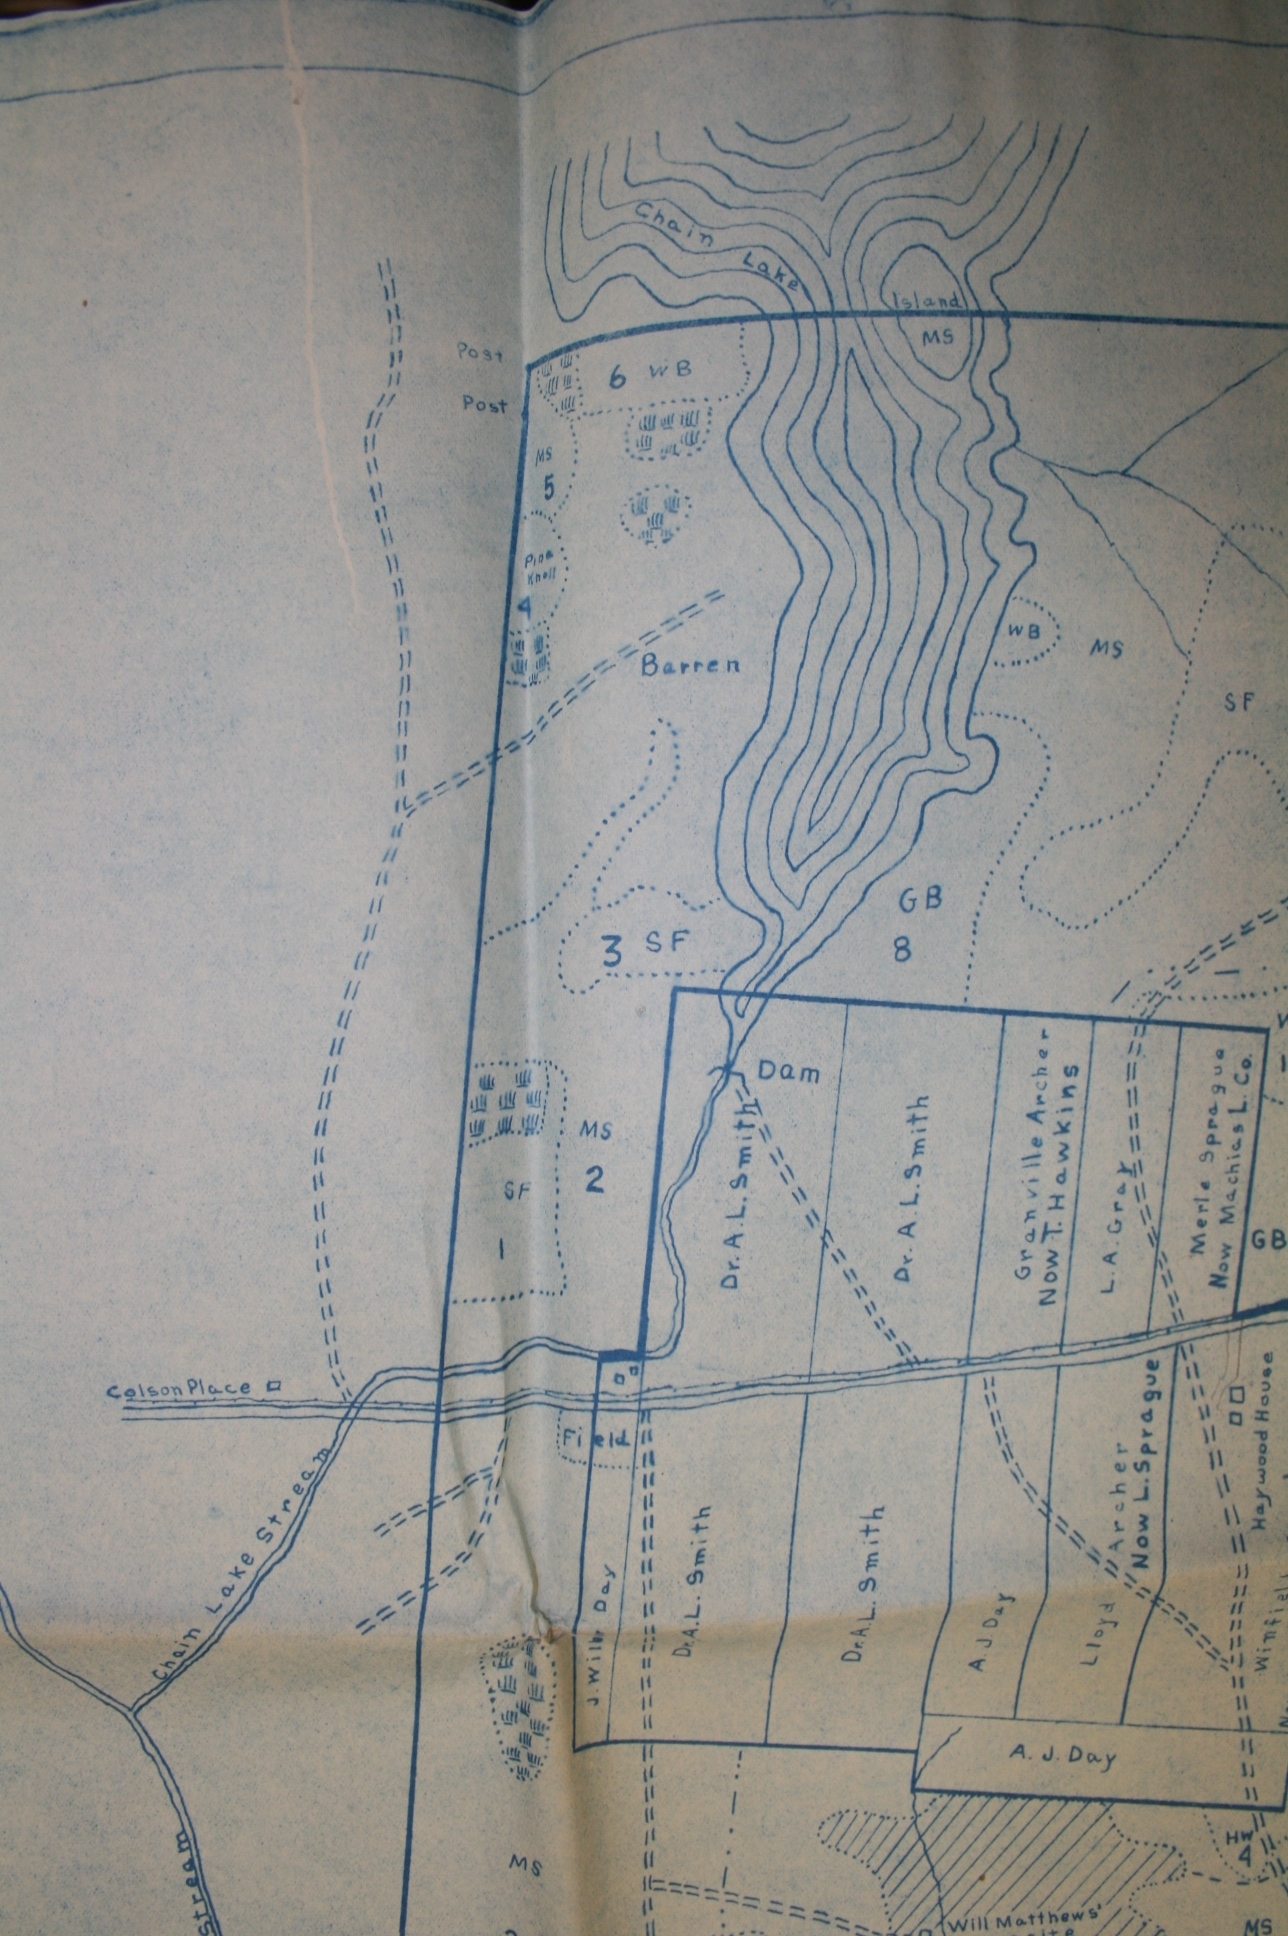 Chain
Lake
Island
MS
Post
6 WB
Post
MS
5
Pine
Knoll
4
WB
MS
Barren
SF
GB
8
3 SF
Dam
MS
2
SF
1
Dr. A. L. Smith
Dr. A. L. Smith
Granville Archer
Now T. Hawkins
L. A. Gray
Merle Sprague
Now Machias L. Co.
GB
Colson Place
Field
Chain Lake Stream
J. Wilbr Day
Dr. A. L. Smith
Dr. A. L. Smith
A. J Day
Lloyd Archer
Now L. Sprague
Haywood House
A. J. Day
HW
4
MS
Stream
Will Matthews'
MS